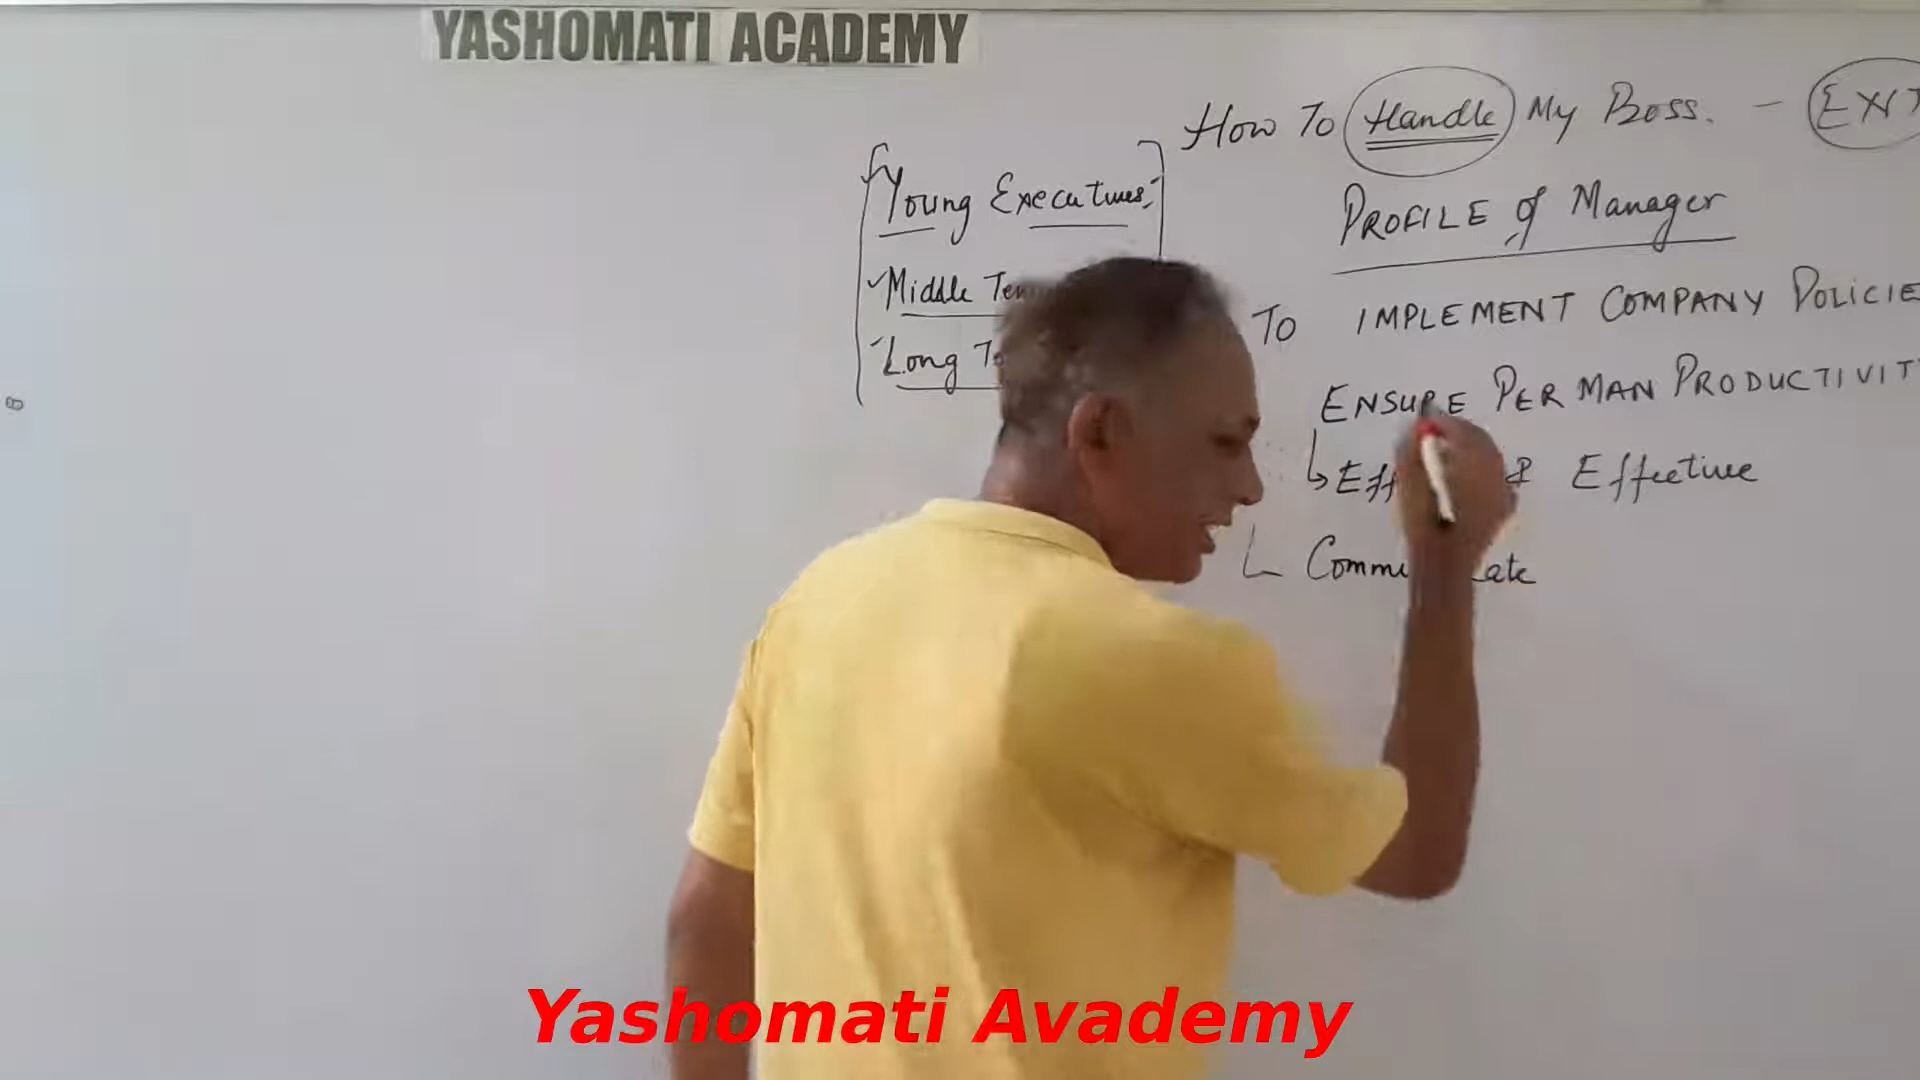 YASHOMATI ACADEMY
How To Handle My Boss. -
Young Executives,
PROFILE of Manager
Middle
TO IMPLEMENT COMPANY
Long
ENSURE PER MAN
& Effective
Yashomati Avademy